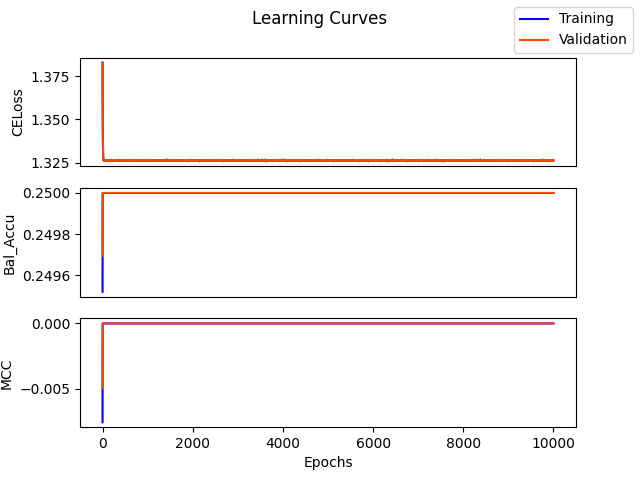 Learning Curves
Training
Validation
1.375
1.350
1.325
CELoss
0.2500
0.2498
0.2496
Bal_Accu
0.000
−0.005
MCC
0 2000 4000 6000 8000 10000
Epochs